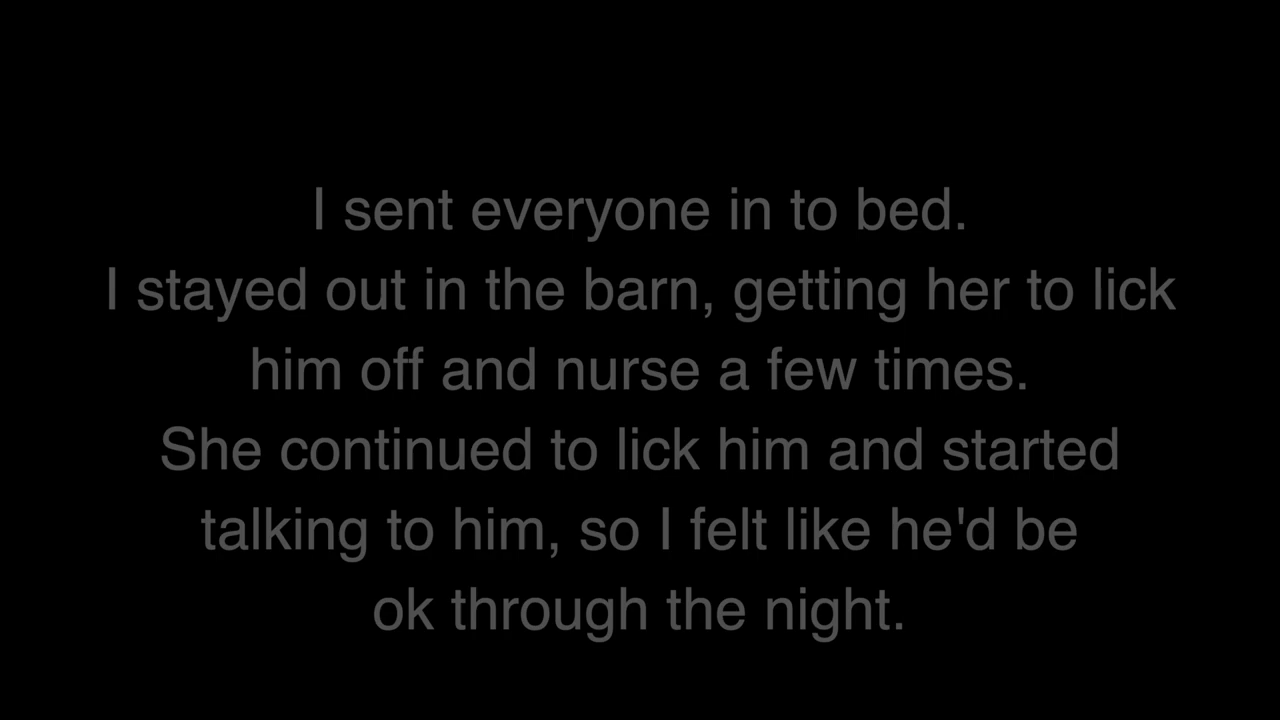 I sent everyone in to bed.
I stayed out in the barn, getting her to lick
him off and nurse a few times.
She continued to lick him and started
talking to him, so I felt like he'd be
ok through the night.